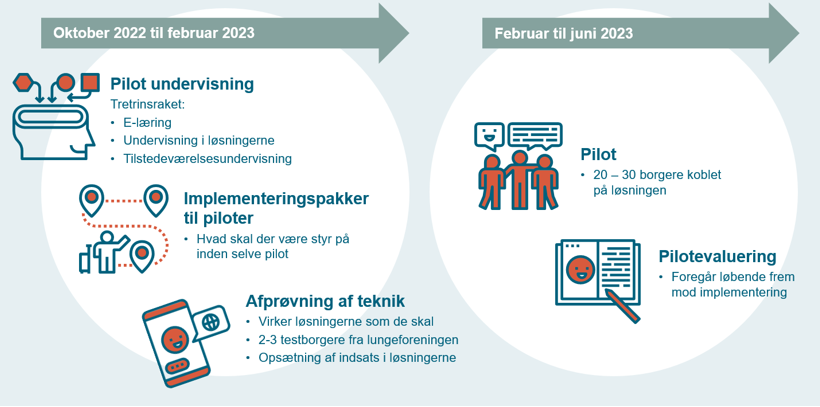 Oktober 2022 til februar 2023
Pilot undervisning
Tretrinsraket:
• E-læring
• Undervisning i løsningerne
• Tilstedeværelsesundervisning
Implementeringspakker
til piloter
• Hvad skal der være styr på
inden selve pilot
Afprøvning af teknik
• Virker løsningerne som de skal
• 2-3 testborgere fra lungeforeningen
• Opsætning af indsats i løsningerne
Februar til juni 2023
Pilot
• 20 – 30 borgere koblet
på løsningen
Pilotevaluering
• Foregår løbende frem
mod implementering